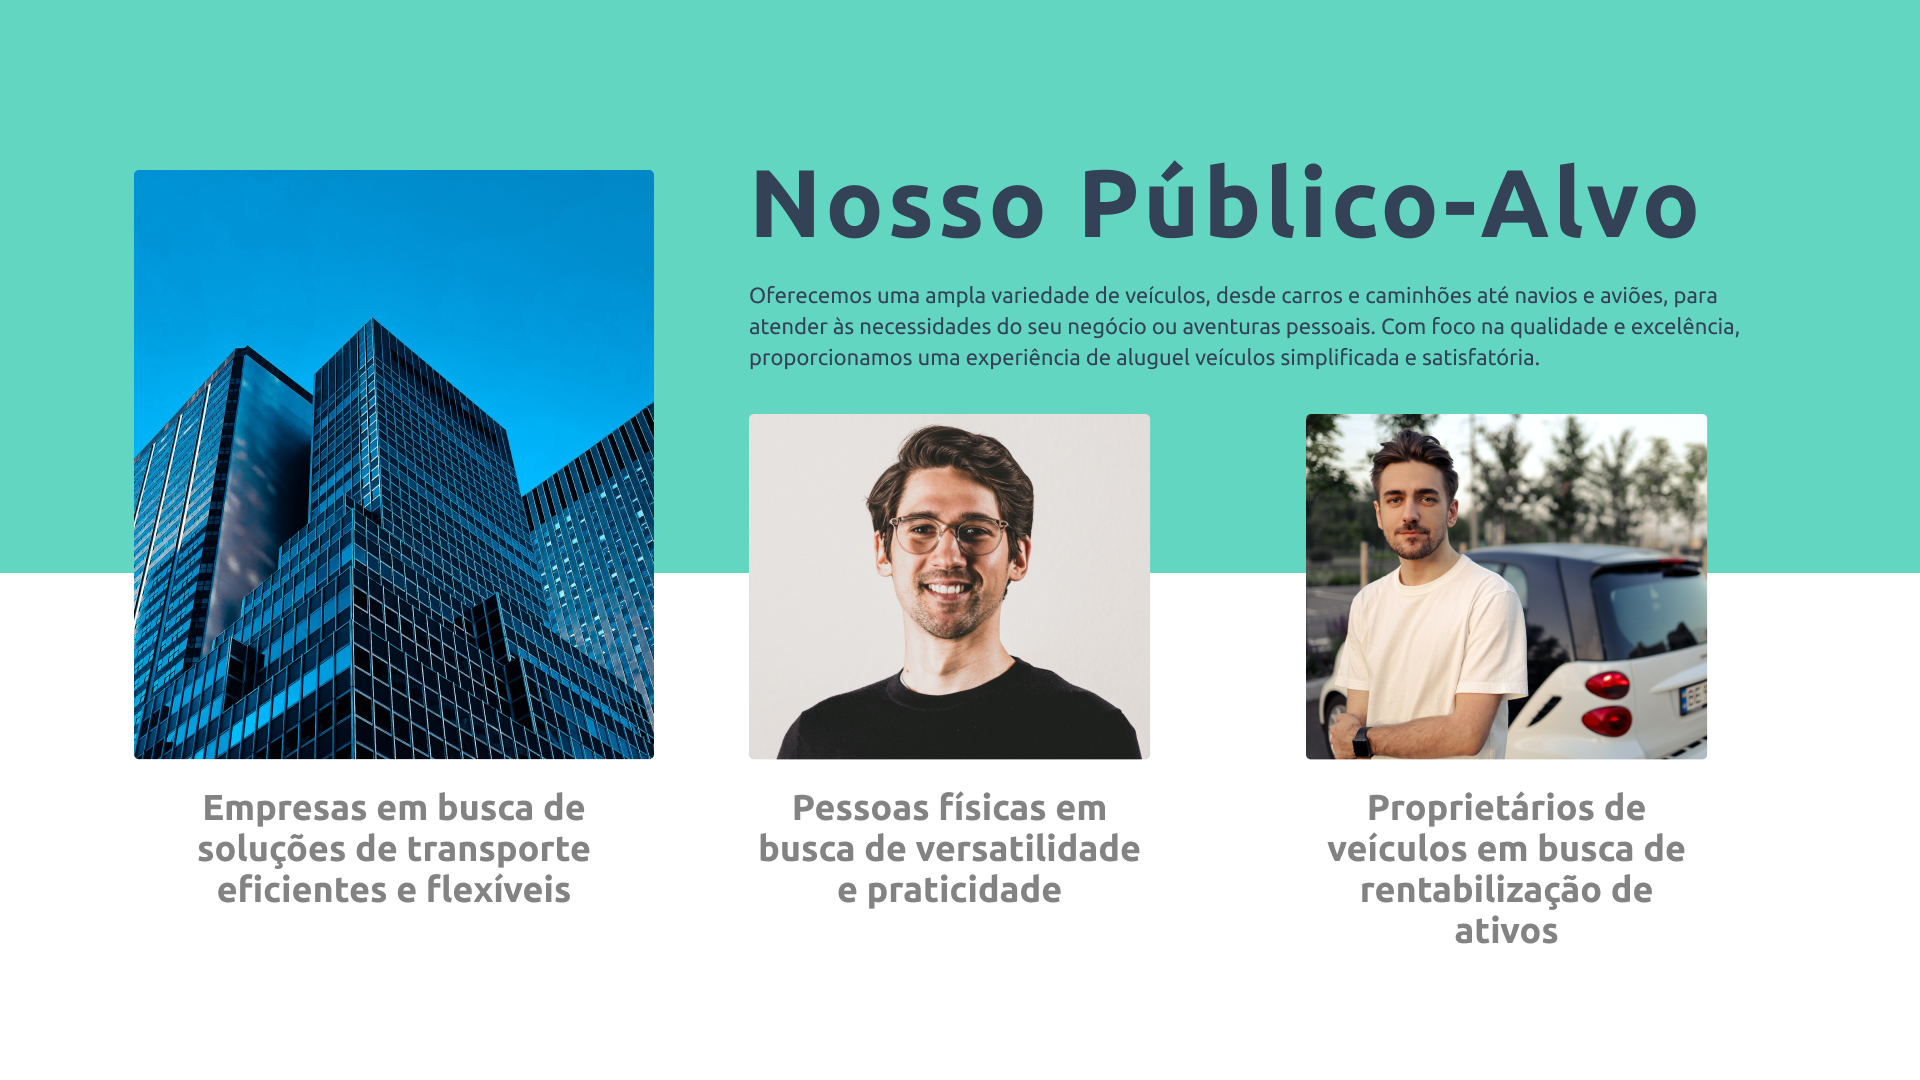 Nosso Público-Alvo
Oferecemos uma ampla variedade de veículos, desde carros e caminhões até navios e aviões, para
atender às necessidades do seu negócio ou aventuras pessoais. Com foco na qualidade e excelência,
proporcionamos uma experiência de aluguel veículos simplificada e satisfatória.
Empresas em busca de
soluções de transporte
eficientes e flexíveis
Pessoas físicas em
busca de versatilidade
e praticidade
Proprietários de
veículos em busca de
rentabilização de
ativos